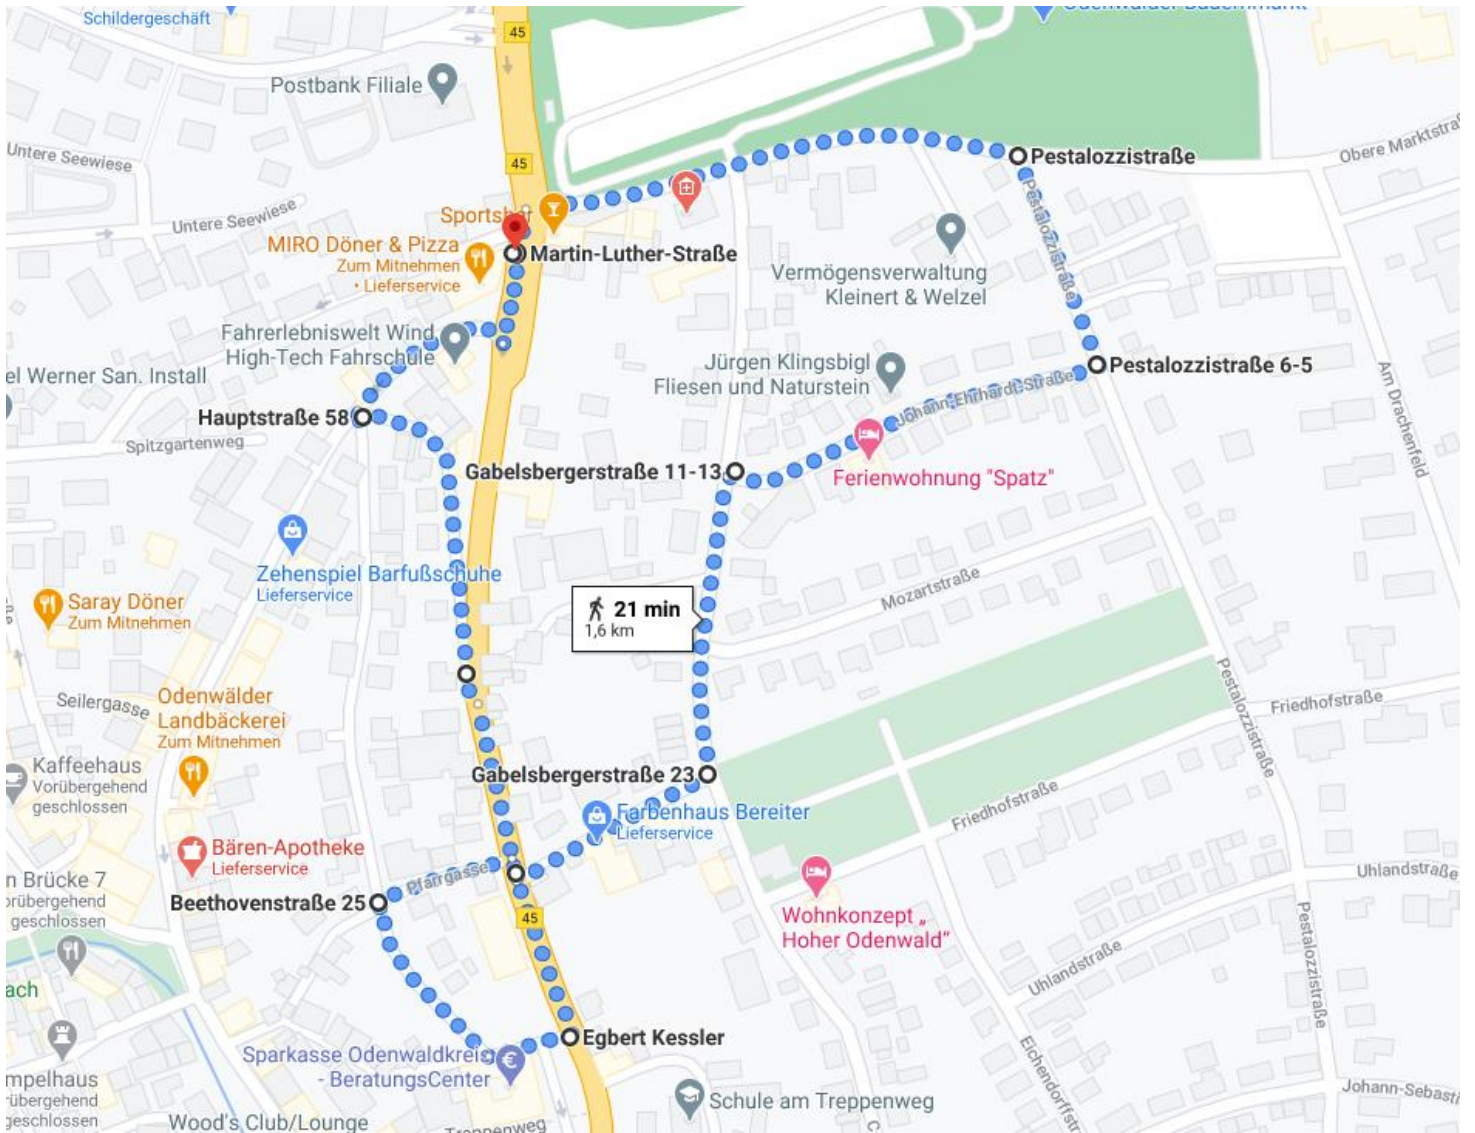 Schildergeschäft
45
Postbank Filiale
Obere Marktstraß
Untere Seewiese
45
Pestalozzistraße
Pestalozzistraße
Untere Seewiese
Sportsbar
MIRO Döner & Pizza
Zum Mitnehmen
• Lieferservice
Martin-Luther-Straße
Vermögensverwaltung
Kleinert & Welzel
Fahrerlebniswelt Wind
High-Tech Fahrschule
el Werner San. Install
Jürgen Klingsbigl
Fliesen und Naturstein
Pestalozzistraße 6-5
Johann-Ehrhardt-Straße
Am Drachenfeld
Hauptstraße 58
Spitzgartenweg
Gabelsbergerstraße 11-13
Ferienwohnung "Spatz"
Zehenspiel Barfußschuhe
Lieferservice
Saray Döner
Zum Mitnehmen
21 min
1,6 km
Mozartstraße
Seilergasse
Odenwälder
Landbäckerei
Zum Mitnehmen
Pestalozzistraße
Friedhofstraße
Kaffeehaus
Vorübergehend
geschlossen
Gabelsbergerstraße 23
Farbenhaus Bereiter
Lieferservice
Friedhofstraße
Bären-Apotheke
Lieferservice
Pfarrgasse
Uhlandstraße
n Brücke 7
orübergehend
geschlossen
Beethovenstraße 25
45
Wohnkonzept „
Hoher Odenwald“
Uhlandstraße
Pestalozzistraße
ach
Egbert Kessler
Sparkasse Odenwaldkreis
- BeratungsCenter
Eichendorffstr
mpelhaus
rübergehend
geschlossen
Schule am Treppenweg
Johann-Sebasti
Wood's Club/Lounge
Treppenweg